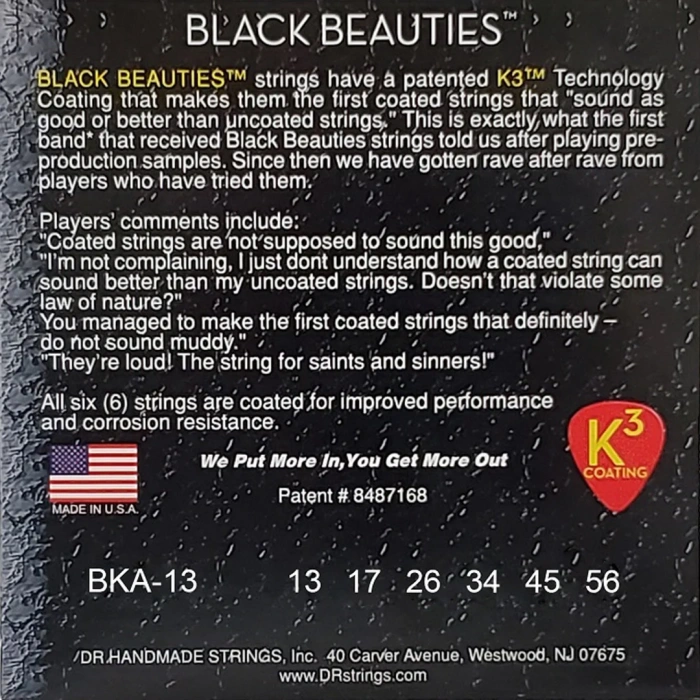 BLACK BEAUTIES™
BLACK BEAUTIES™ strings have a patented K3™ Technology
Coating that makes them the first coated strings that "sound as
good or better than uncoated strings." This is exactly what the first
band* that received Black Beauties strings told us after playing pre-
production samples. Since then we have gotten rave after rave from
players who have tried them.
Players' comments include:
"Coated strings are not supposed to sound this good,"
"I'm not complaining, I just dont understand how a coated string can
sound better than my uncoated strings. Doesn't that violate some
law of nature?"
You managed to make the first coated strings that definitely –
do not sound muddy."
"They're loud! The string for saints and sinners!"
All six (6) strings are coated for improved performance
and corrosion resistance.
K3
COATING
We Put More In,You Get More Out
MADE IN U.S.A.
Patent # 8487168
BKA-13 13 17 26 34 45 56
DR HANDMADE STRINGS, Inc. 40 Carver Avenue, Westwood, NJ 07675
www.DRstrings.com